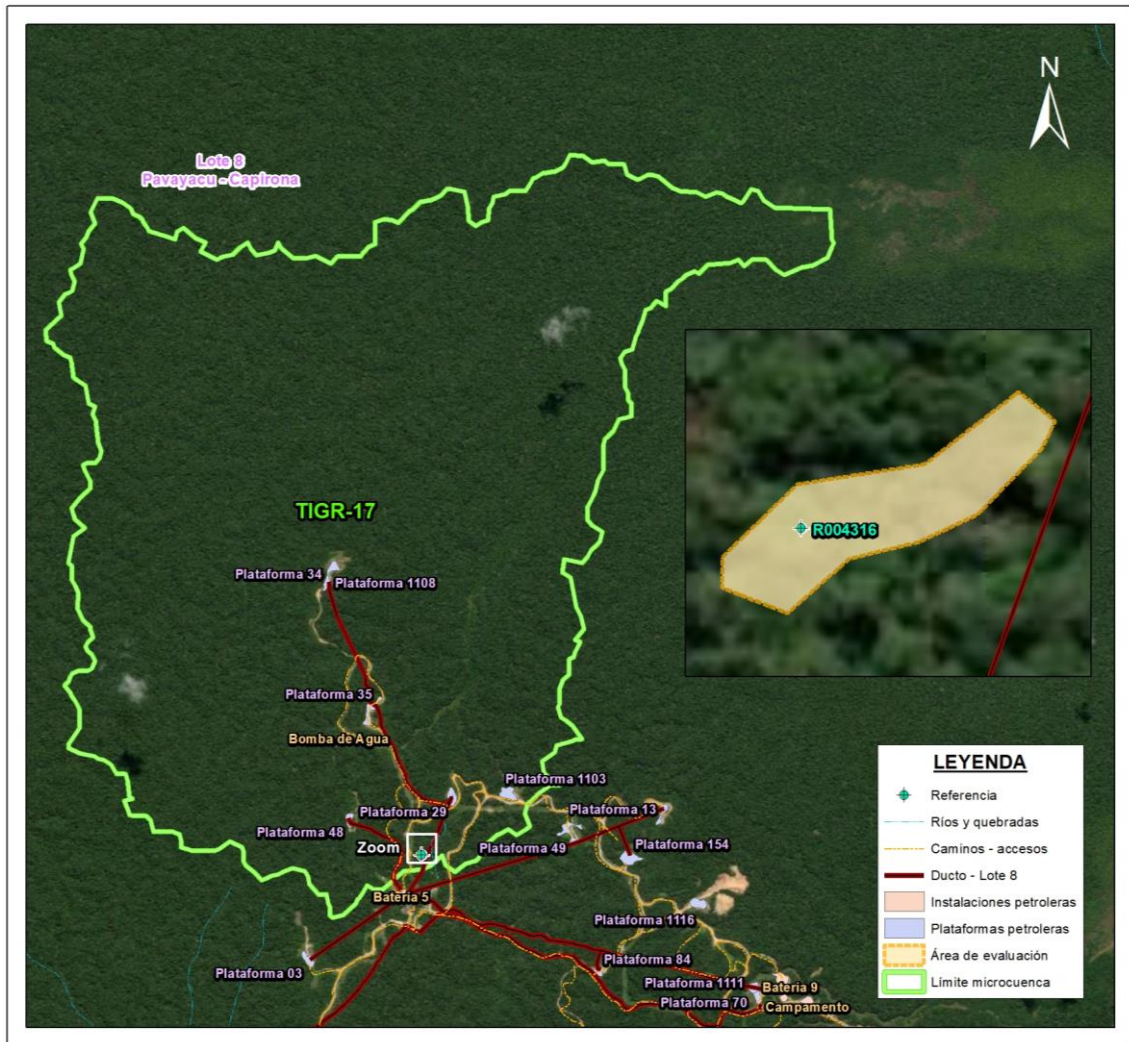 N
Lote 8
Pavayacu - Capirona
R004316
TIGR-17
Plataforma 34
Plataforma 1108
Plataforma 35
Bomba de Agua
Plataforma 1103
Plataforma 29
Plataforma 13
Plataforma 48
Zoom
Plataforma 49
Plataforma 154
Bateria 5
Plataforma 1116
Plataforma 03
Plataforma 84
Plataforma 1111
Bateria 9
Plataforma 70
Campamento
LEYENDA
Referencia
Ríos y quebradas
Caminos - accesos
Ducto - Lote 8
Instalaciones petroleras
Plataformas petroleras
Área de evaluación
Límite microcuenca